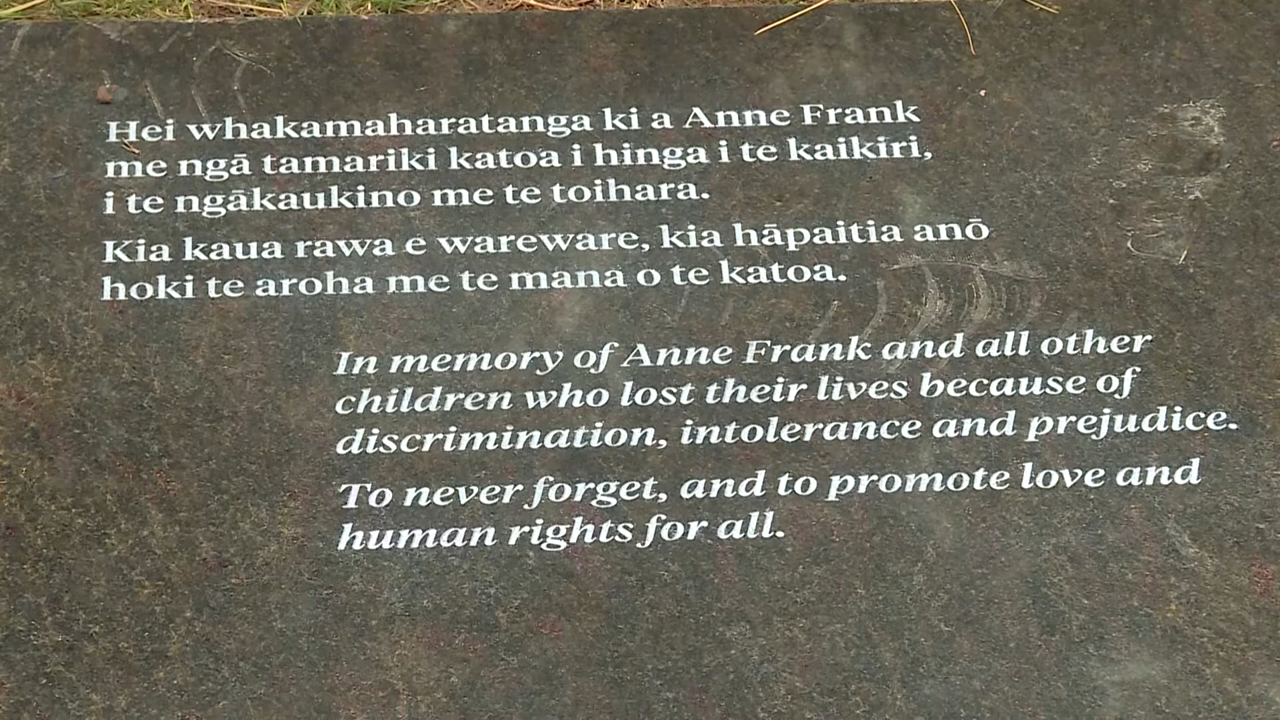 Hei whakamaharatanga ki a Anne Frank
me ngā tamariki katoa i hinga i te kaikiri,
i te ngākaukino me te toihara.
Kia kaua rawa e wareware, kia hāpaitia anō
hoki te aroha me te mana o te katoa.
In memory of Anne Frank and all other
children who lost their lives because of
discrimination, intolerance and prejudice.
To never forget, and to promote love and
human rights for all.